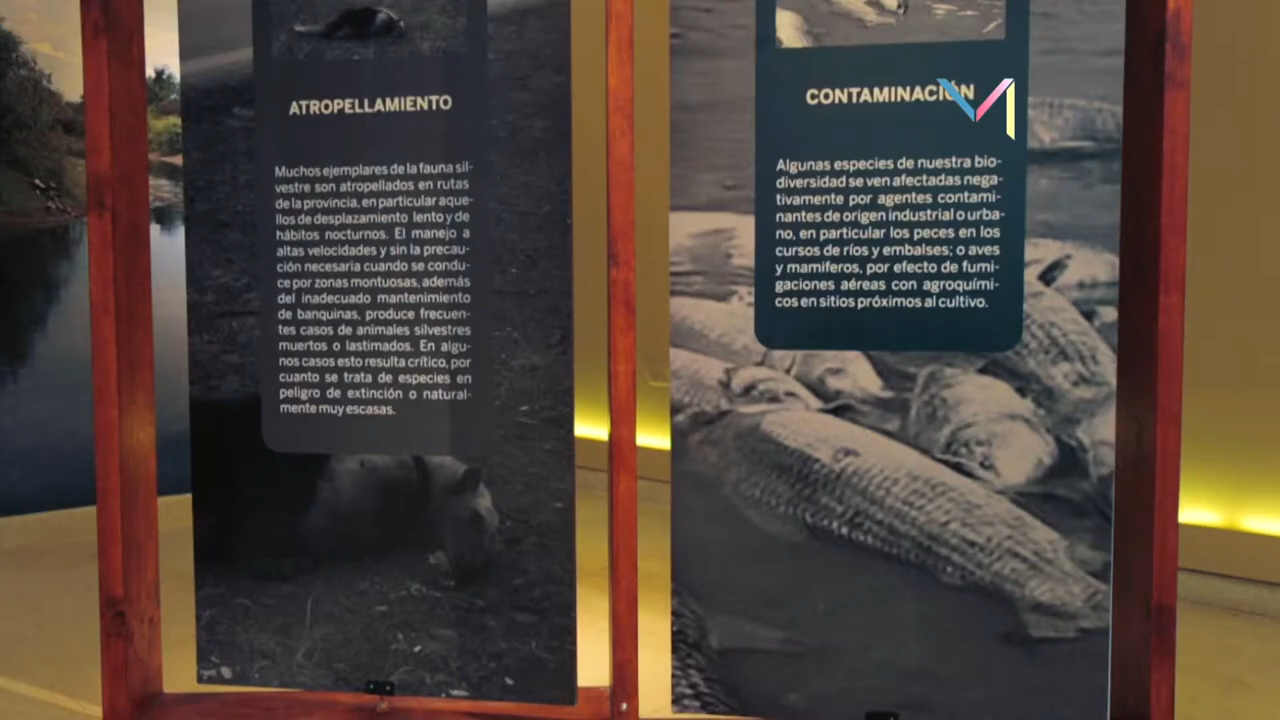 ATROPELLAMIENTO
Muchos ejemplares de la fauna sil-
vestre son atropellados en rutas
de la provincia, en particular aque-
llos de desplazamiento lento y de
hábitos nocturnos. El manejo a
altas velocidades y sin la precau-
ción necesaria cuando se condu-
ce por zonas montuosas, además
del inadecuado mantenimiento
de banquinas, produce frecuen-
tes casos de animales silvestres
muertos o lastimados. En algu-
nos casos esto resulta crítico, por
cuanto se trata de especies en
peligro de extinción o natural-
mente muy escasas.
CONTAMINACIÓN
Algunas especies de nuestra bio-
diversidad se ven afectadas nega-
tivamente por agentes contami-
nantes de origen industrial o urba-
no, en particular los peces en los
cursos de ríos y embalses; o aves
y mamiferos, por efecto de fumi-
gaciones aéreas con agroquími-
cos en sitios próximos al cultivo.